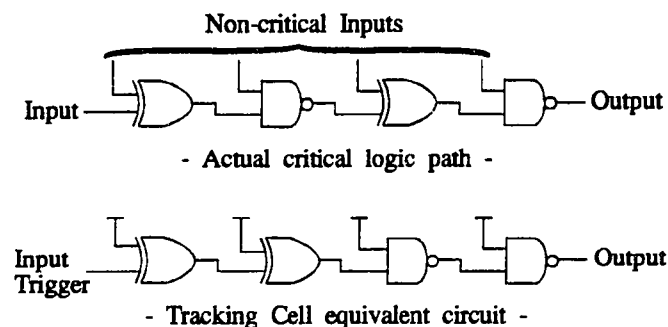 Non-critical Inputs
Input
Output
- Actual critical logic path -
Input
Trigger
Output
- Tracking Cell equivalent circuit -